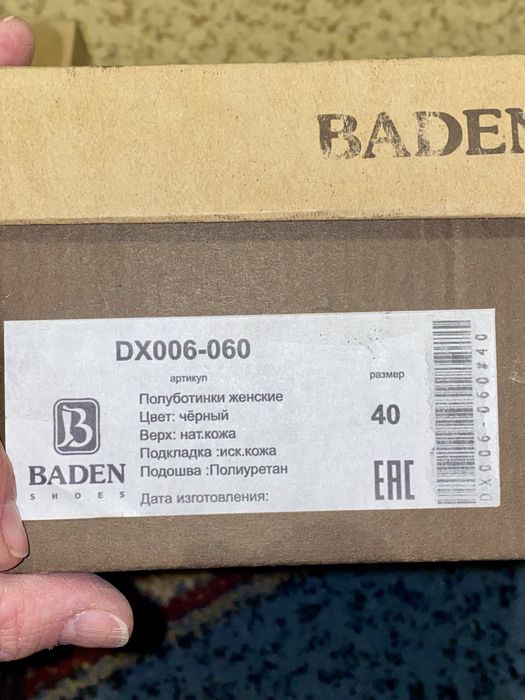 BADEN
DX006-060
артикул
размер
Полуботинки женские
Цвет: чёрный
Верх: нат.кожа
Подкладка :иск.кожа
Подошва :Полиуретан
Дата изготовления:
40
EAC
B
BADEN
SHOES
DX006-060#40